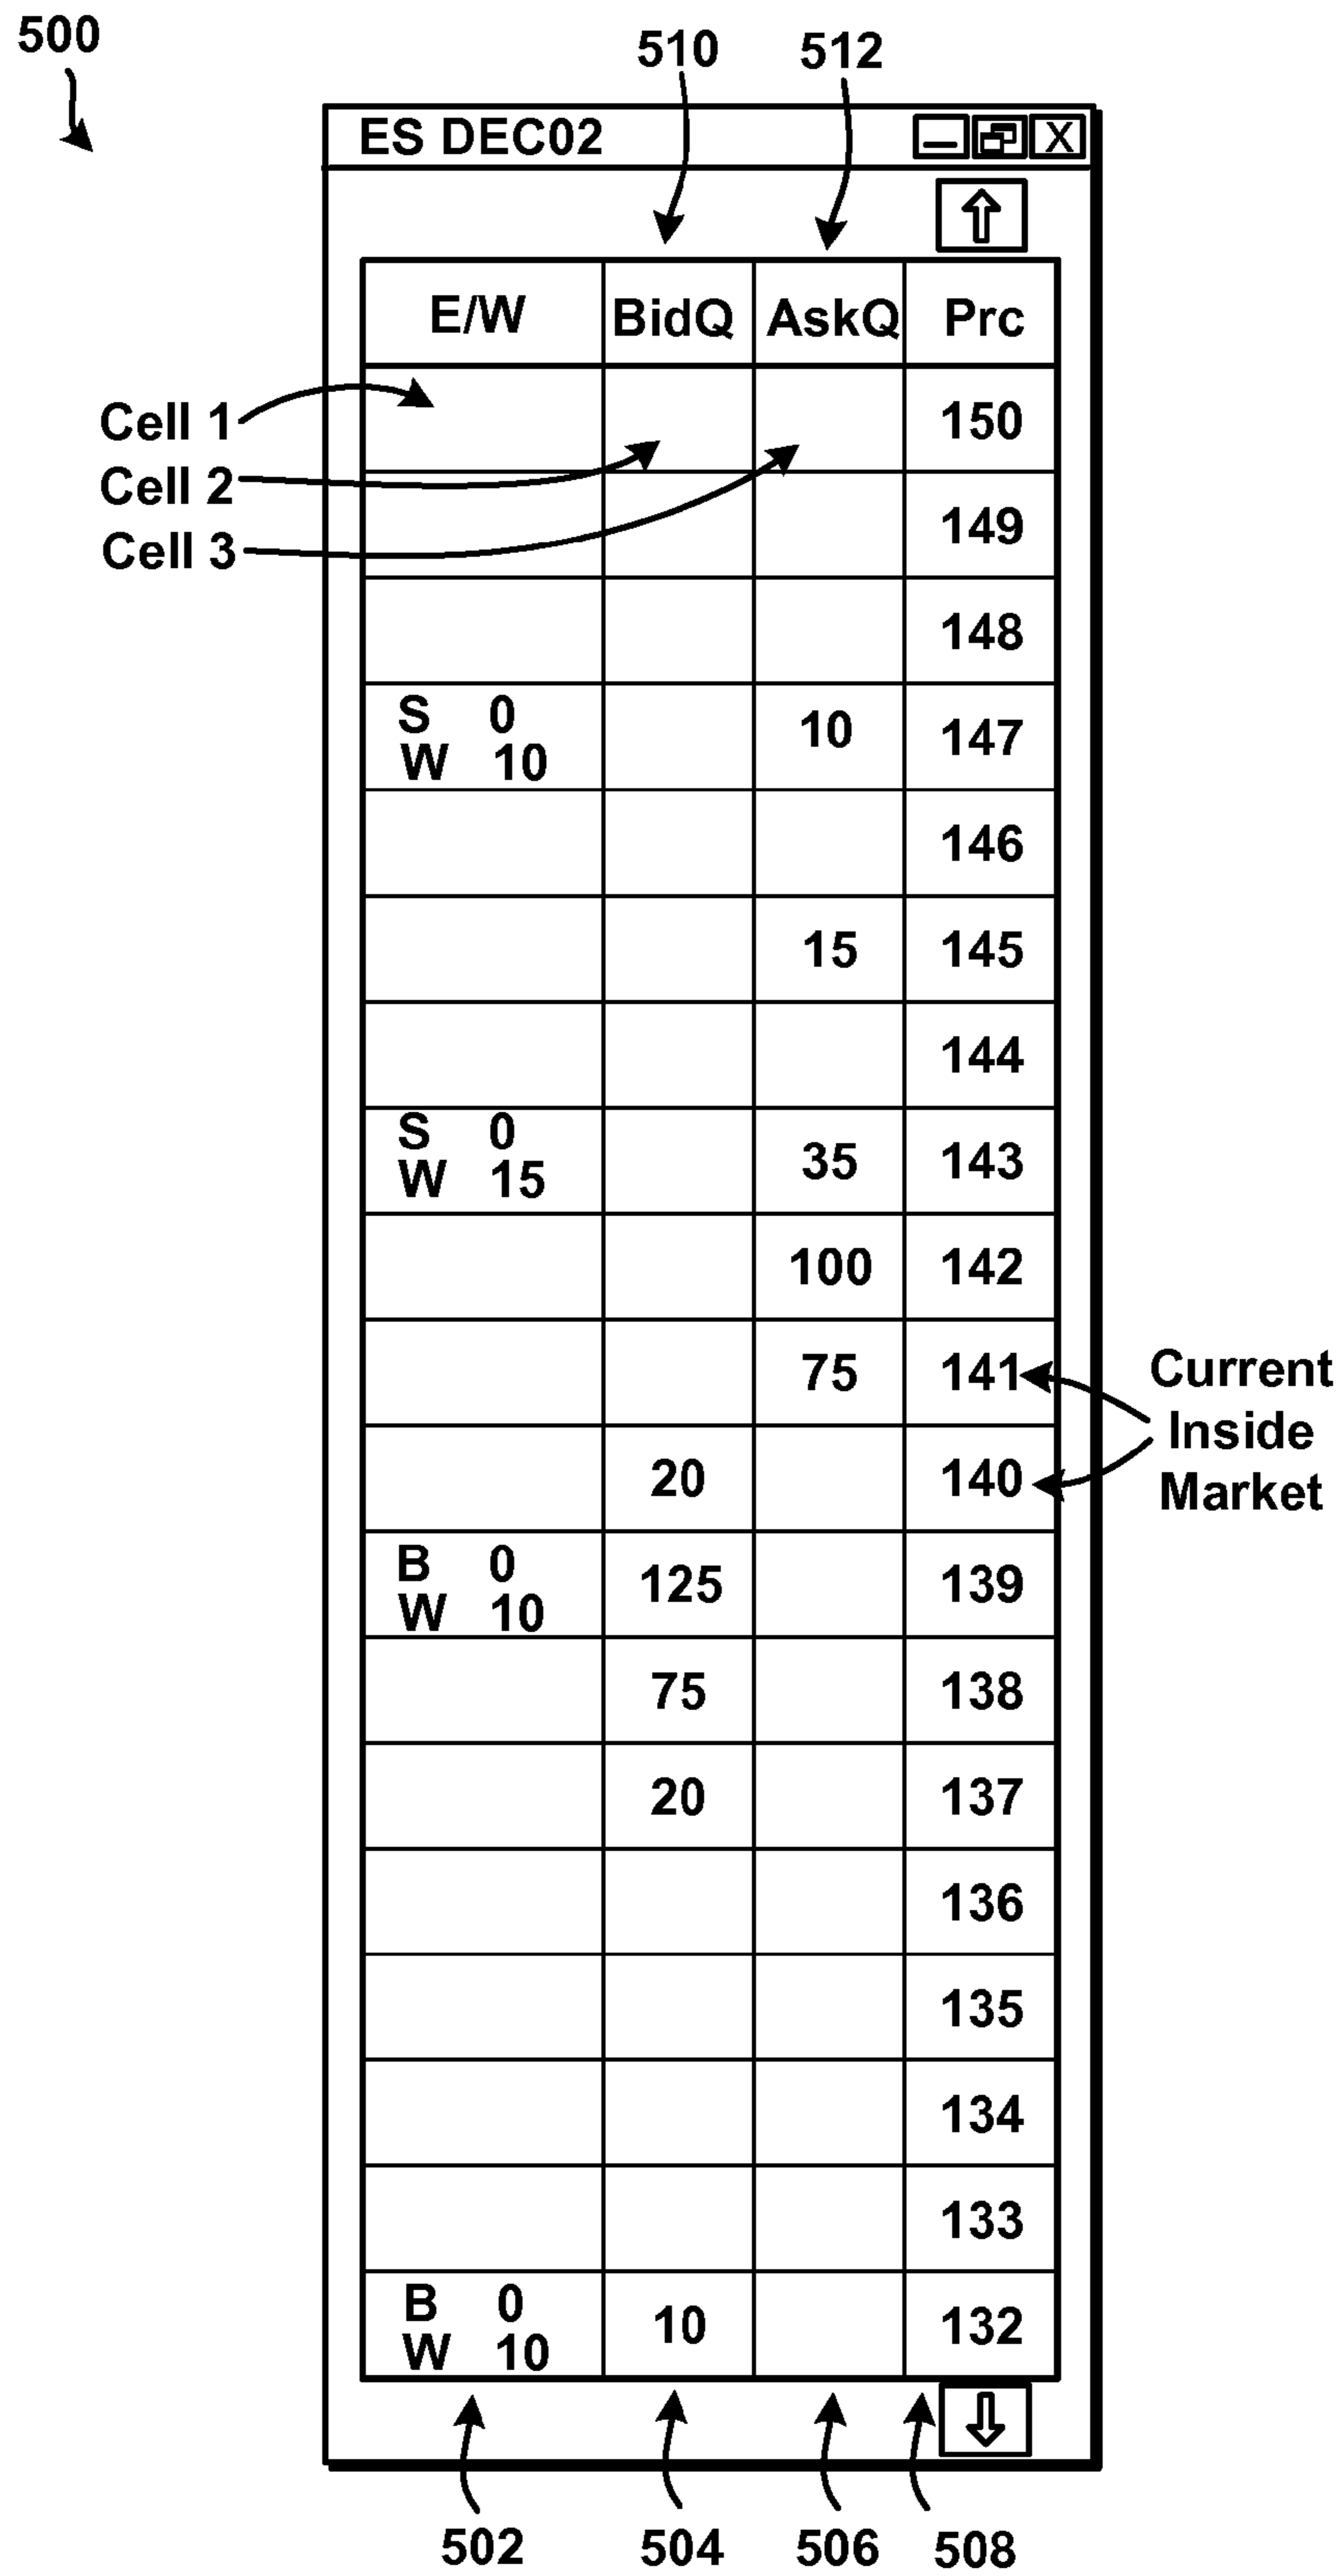 500
510 512
ES DEC02 X
E/W BidQ AskQ Prc
Cell 1
Cell 2
Cell 3
150
149
148
S 0
W 10
10 147
146
15 145
144
S 0
W 15
35 143
100 142
75 141
20 140
Current
Inside
Market
B 0
W 10
125 139
75 138
20 137
136
135
134
133
B 0
W 10
10 132
502 504 506 508